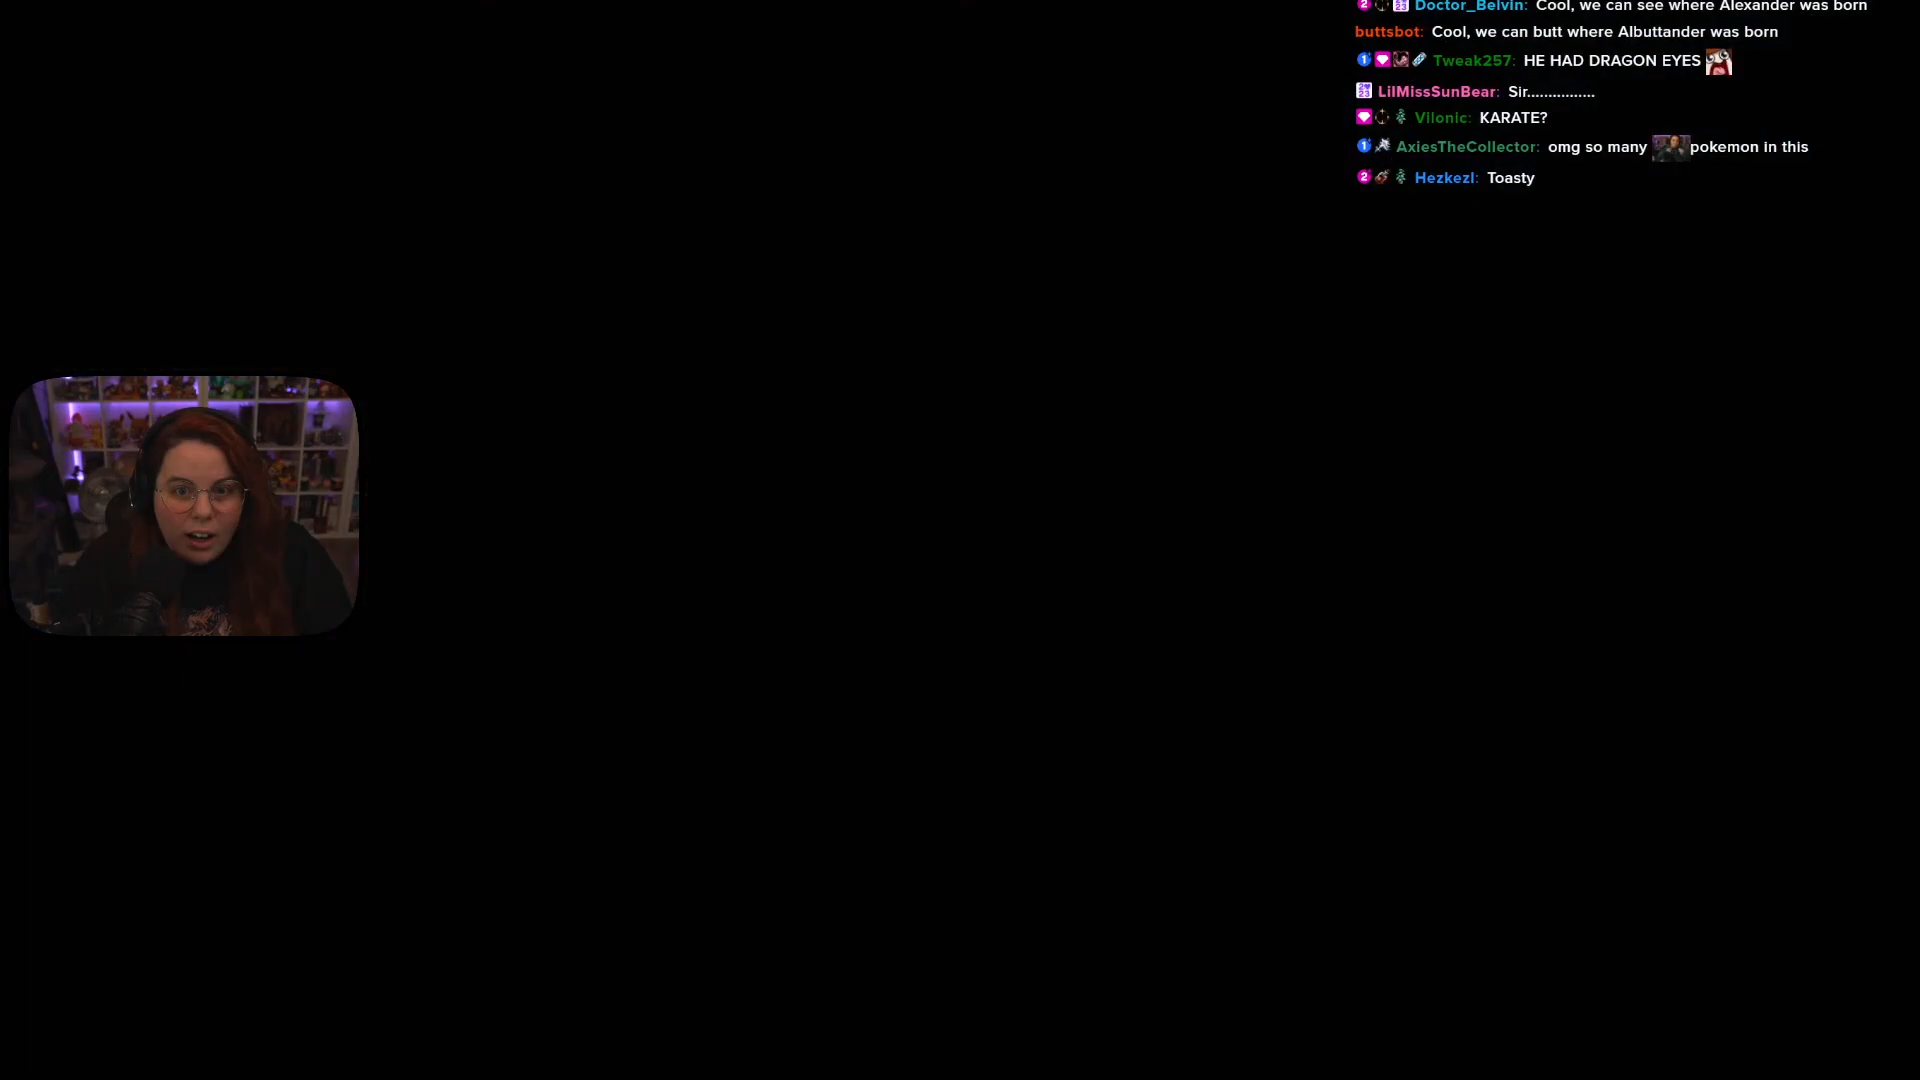 Doctor_Belvin: Cool, we can see where Alexander was born
buttsbot: Cool, we can butt where Albuttander was born
Tweak257: HE HAD DRAGON EYES
LilMissSunBear: Sir................
Vilonic: KARATE?
AxiesTheCollector: omg so many pokemon in this
Hezkezl: Toasty